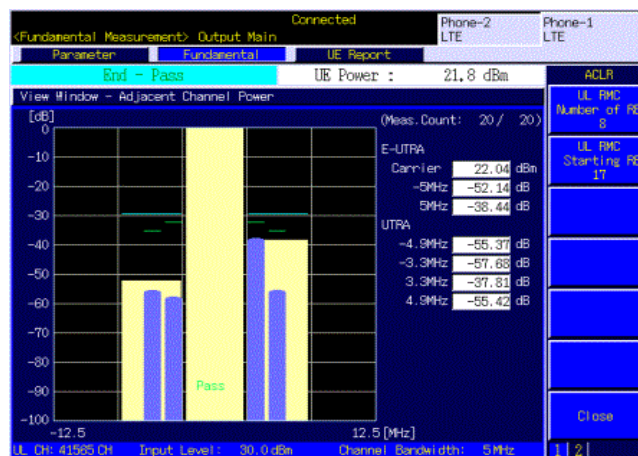 Connected
Phone-2 LTE
Phone-1 LTE
<Fundamental Measurement> Output Main
Parameter
Fundamental
UE Report
End - Pass
UE Power : 21.8 dBm
ACLR
View Window - Adjacent Channel Power
UL RMC
Number of RB
8
UL RMC
Starting RB
17
Close
1 2
[dB]
0
-10
-20
-30
-40
-50
-60
-70
-80
-90
-100
Pass
-12.5
12.5[MHz]
(Meas.Count: 20/ 20)
E-UTRA
Carrier 22.04 dBm
-5MHz -52.14 dB
5MHz -38.44 dB
UTRA
-4.9MHz -55.37 dB
-3.3MHz -57.68 dB
3.3MHz -37.81 dB
4.9MHz -55.42 dB
UL CH: 41565 CH Input Level: 30.0 dBm Channel Bandwidth: 5 MHz